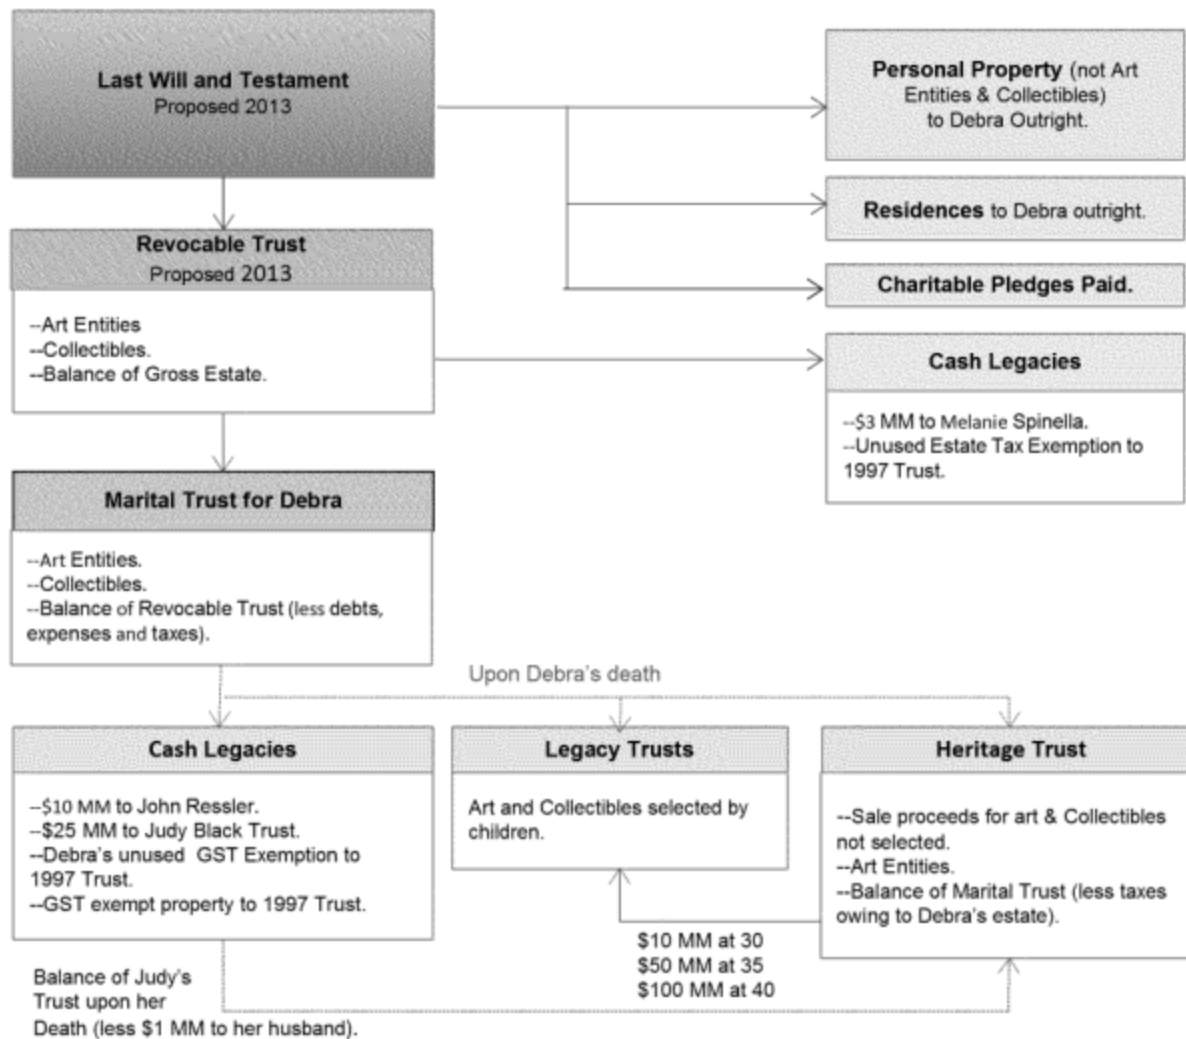 Last Will and Testament
Proposed 2013
Personal Property (not Art
Entities & Collectibles)
to Debra Outright.
Residences to Debra outright.
Charitable Pledges Paid.
Revocable Trust
Proposed 2013
--Art Entities
--Collectibles.
--Balance of Gross Estate.
Cash Legacies
--$3 MM to Melanie Spinella.
--Unused Estate Tax Exemption to
1997 Trust.
Marital Trust for Debra
--Art Entities.
--Collectibles.
--Balance of Revocable Trust (less debts,
expenses and taxes).
Upon Debra's death
Cash Legacies
--$10 MM to John Ressler.
--$25 MM to Judy Black Trust.
--Debra's unused GST Exemption to
1997 Trust.
--GST exempt property to 1997 Trust.
Legacy Trusts
Art and Collectibles selected by
children.
Heritage Trust
--Sale proceeds for art & Collectibles
not selected.
--Art Entities.
--Balance of Marital Trust (less taxes
owing to Debra's estate).
$10 MM at 30
$50 MM at 35
$100 MM at 40
Balance of Judy's
Trust upon her
Death (less $1 MM to her husband).